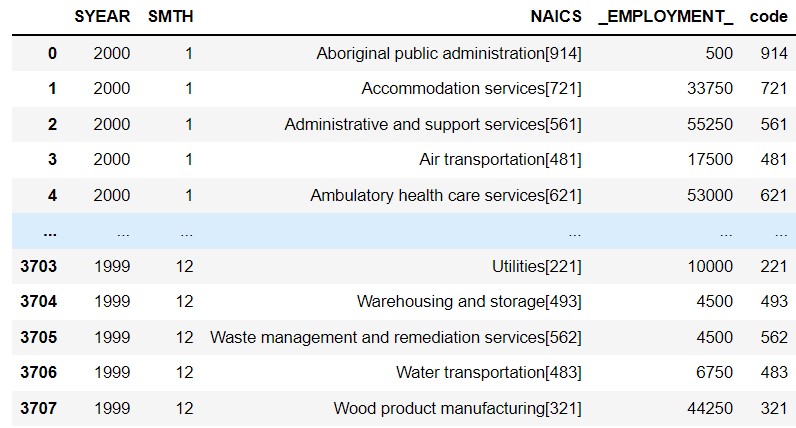 SYEAR SMTH NAICS _EMPLOYMENT_ code
0 2000 1 Aboriginal public administration[914] 500 914
1 2000 1 Accommodation services[721] 33750 721
2 2000 1 Administrative and support services[561] 55250 561
3 2000 1 Air transportation[481] 17500 481
4 2000 1 Ambulatory health care services[621] 53000 621
... ... ... ... ... ...
3703 1999 12 Utilities[221] 10000 221
3704 1999 12 Warehousing and storage[493] 4500 493
3705 1999 12 Waste management and remediation services[562] 4500 562
3706 1999 12 Water transportation[483] 6750 483
3707 1999 12 Wood product manufacturing[321] 44250 321